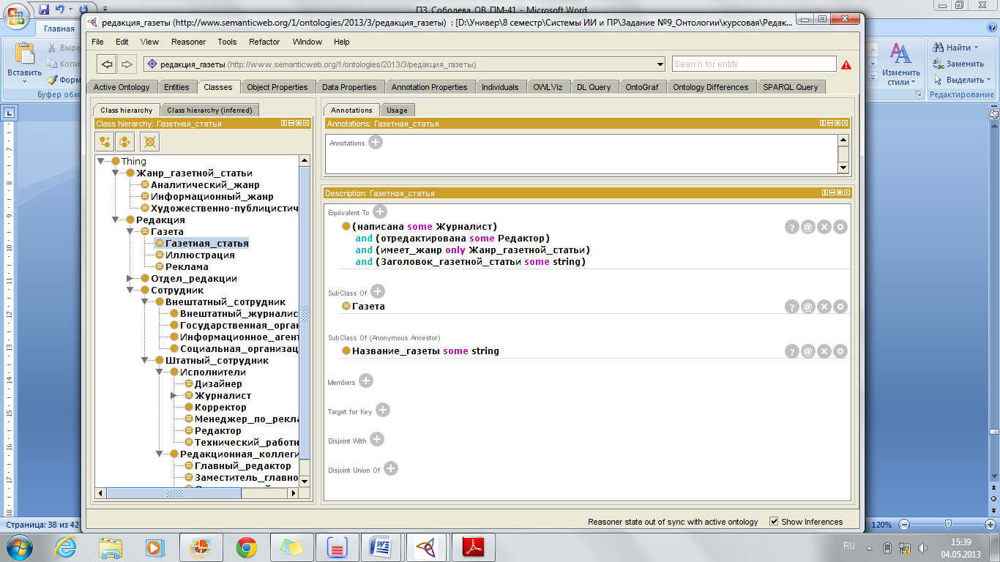 ПЗ_Соболева_ОВ_ПМ-41 - Microsoft Word
Главная
Вставить
Выре
Копи
Форм
Буфер обм
Изменить стили
Найти
Заменить
Выделить
Редактирование
редакция_газеты (http://www.semanticweb.org/1/ontologies/2013/3/редакция_газеты) : [D:\Универ\8 семестр\Системы ИИ и ПР\Задание №9_Онтологии\курсовая\Редак...
File Edit View Reasoner Tools Refactor Window Help
редакция_газеты (http://www.semanticweb.org/1/ontologies/2013/3/редакция_газеты)
Search for entity
Active Ontology Entities Classes Object Properties Data Properties Annotation Properties Individuals OWLViz DL Query OntoGraf Ontology Differences SPARQL Query
Class hierarchy Class hierarchy (inferred)
Class hierarchy: Газетная_статья
Thing
Жанр_газетной_статьи
Аналитический_жанр
Информационный_жанр
Художественно-публицистич
Редакция
Газета
Газетная_статья
Иллюстрация
Реклама
Отдел_редакции
Сотрудник
Внештатный_сотрудник
Внештатный_журналис
Государственная_орган
Информационное_агент
Социальная_организац
Штатный_сотрудник
Исполнители
Дизайнер
Журналист
Корректор
Менеджер_по_рекла
Редактор
Технический_работн
Редакционная_коллеги
Главный_редактор
Заместитель_главно
Annotations Usage
Annotations: Газетная_статья
Annotations
Description: Газетная_статья
Equivalent To
(написана some Журналист)
and (отредактирована some Редактор)
and (имеет_жанр only Жанр_газетной_статьи)
and (Заголовок_газетной_статьи some string)
SubClass Of
Газета
SubClass Of (Anonymous Ancestor)
Название_газеты some string
Members
Target for Key
Disjoint With
Disjoint Union Of
Reasoner state out of sync with active ontology Show Inferences
Страница: 38 из 42
120%
RU
15:39
04.05.2013